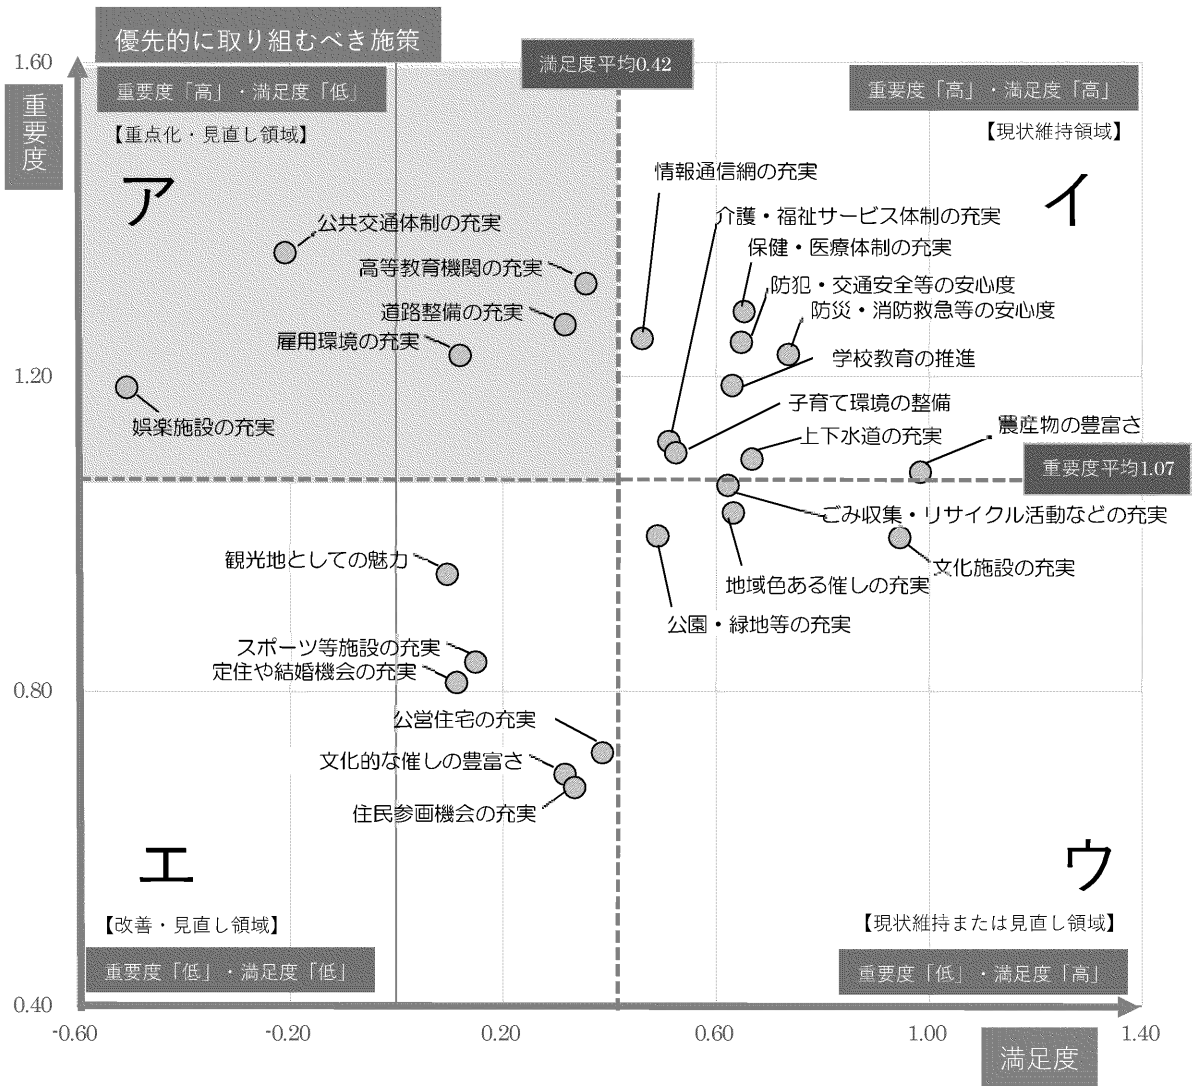 優先的に取り組むべき施策
満足度平均0.42
1.60
重要度「高」・満足度「低」
重要度「高」・満足度「高」
重要度
【重点化・見直し領域】
【現状維持領域】
ア
イ
情報通信網の充実
介護・福祉サービス体制の充実
公共交通体制の充実
保健・医療体制の充実
高等教育機関の充実
防犯・交通安全等の安心度
道路整備の充実
防災・消防救急等の安心度
雇用環境の充実
学校教育の推進
1.20
子育て環境の整備
娯楽施設の充実
農産物の豊富さ
上下水道の充実
重要度平均1.07
ごみ収集・リサイクル活動などの充実
観光地としての魅力
文化施設の充実
地域色ある催しの充実
公園・緑地等の充実
スポーツ等施設の充実
定住や結婚機会の充実
0.80
公営住宅の充実
文化的な催しの豊富さ
住民参画機会の充実
エ
ウ
【改善・見直し領域】
【現状維持または見直し領域】
重要度「低」・満足度「低」
重要度「低」・満足度「高」
0.40
-0.60
-0.20
0.20
0.60
1.00
1.40
満足度